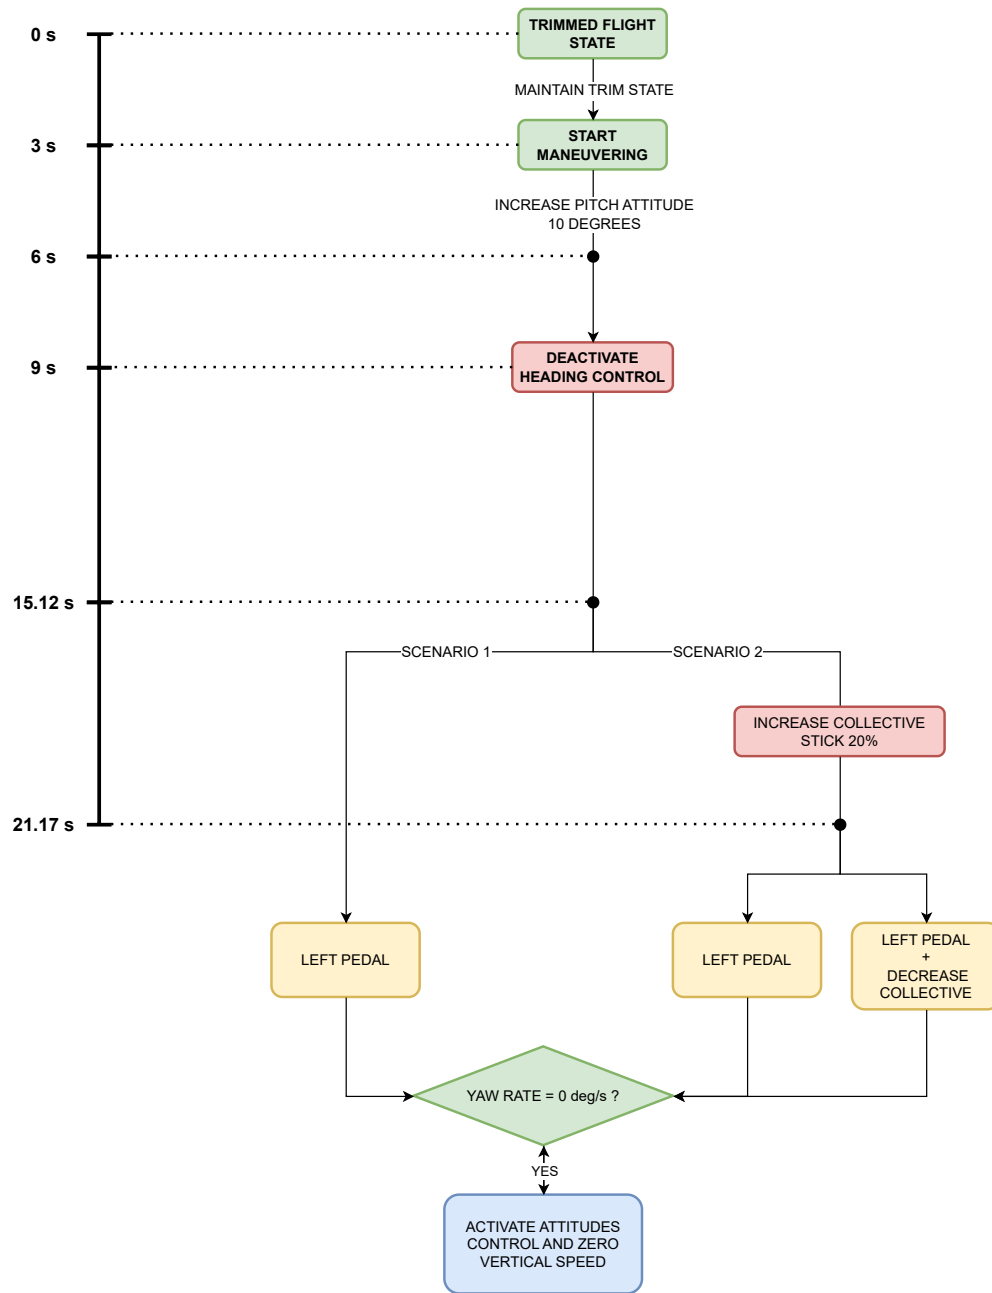 0 s
TRIMMED FLIGHT
STATE
MAINTAIN TRIM STATE
3 s
START
MANEUVERING
INCREASE PITCH ATTITUDE
10 DEGREES
6 s
9 s
DEACTIVATE
HEADING CONTROL
15.12 s
SCENARIO 1
SCENARIO 2
INCREASE COLLECTIVE
STICK 20%
21.17 s
LEFT PEDAL
LEFT PEDAL
LEFT PEDAL
+
DECREASE
COLLECTIVE
YAW RATE = 0 deg/s ?
YES
ACTIVATE ATTITUDES
CONTROL AND ZERO
VERTICAL SPEED